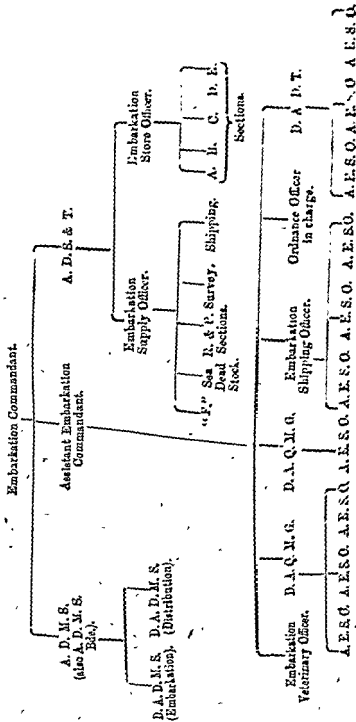 Embarkation Commandant.
A. D. M. S.
(also A. D. M. S.
Bde.).
Assistant Embarkation
Commandant.
A. D. S. & T.
D. A. D. M. S.
(Embarkation).
D. A. D. M. S.
(Distribution).
Embarkation
Supply Officer.
Embarkation
Store Officer.
"F."
Sea
Dead
Stock.
R. & P.
Sections.
Survey.
Shipping.
A.
B.
C.
D.
E.
Sections.
Embarkation
Veterinary Officer.
D. A. Q. M. G.
D. A. Q. M. G.
Embarkation
Shipping Officer.
Ordnance Officer
in charge.
D. A. D. T.
A. E. S. O. A. E. S. O. A. E. S. O. A. E. S. O. A. E. S. O. A. E. S. O. A. E. S. O. A. E. S. O. A. E. S. O.